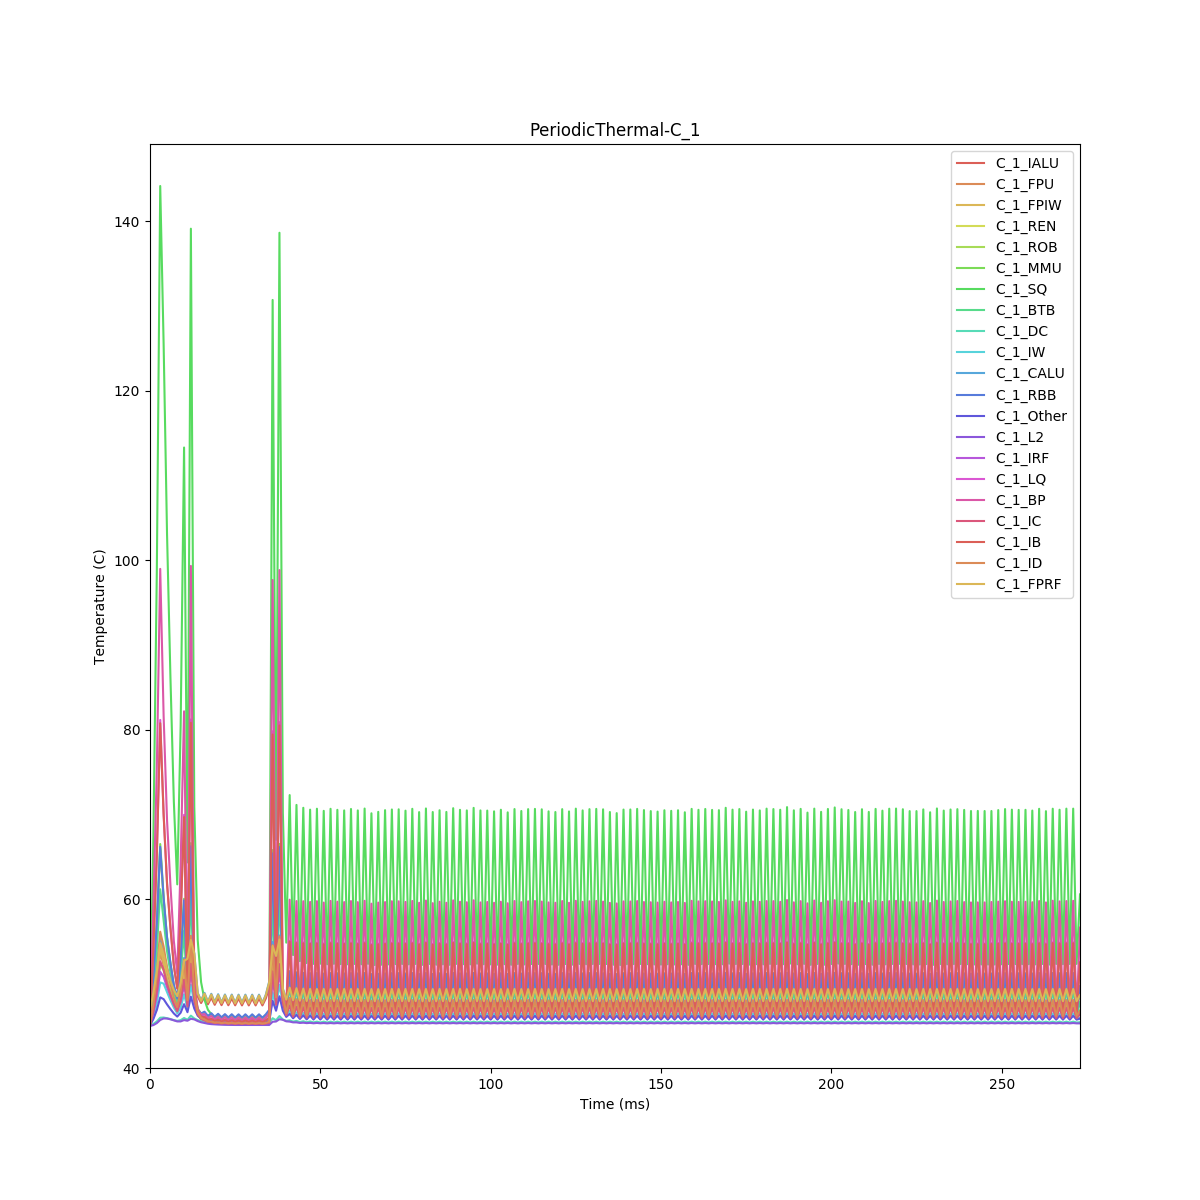 PeriodicThermal-C_1
C_1_IALU
C_1_FPU
C_1_FPIW
C_1_REN
C_1_ROB
C_1_MMU
C_1_SQ
C_1_BTB
C_1_DC
C_1_IW
C_1_CALU
C_1_RBB
C_1_Other
C_1_L2
C_1_IRF
C_1_LQ
C_1_BP
C_1_IC
C_1_IB
C_1_ID
C_1_FPRF
140
120
100
80
60
40
Temperature (C)
0 50 100 150 200 250
Time (ms)